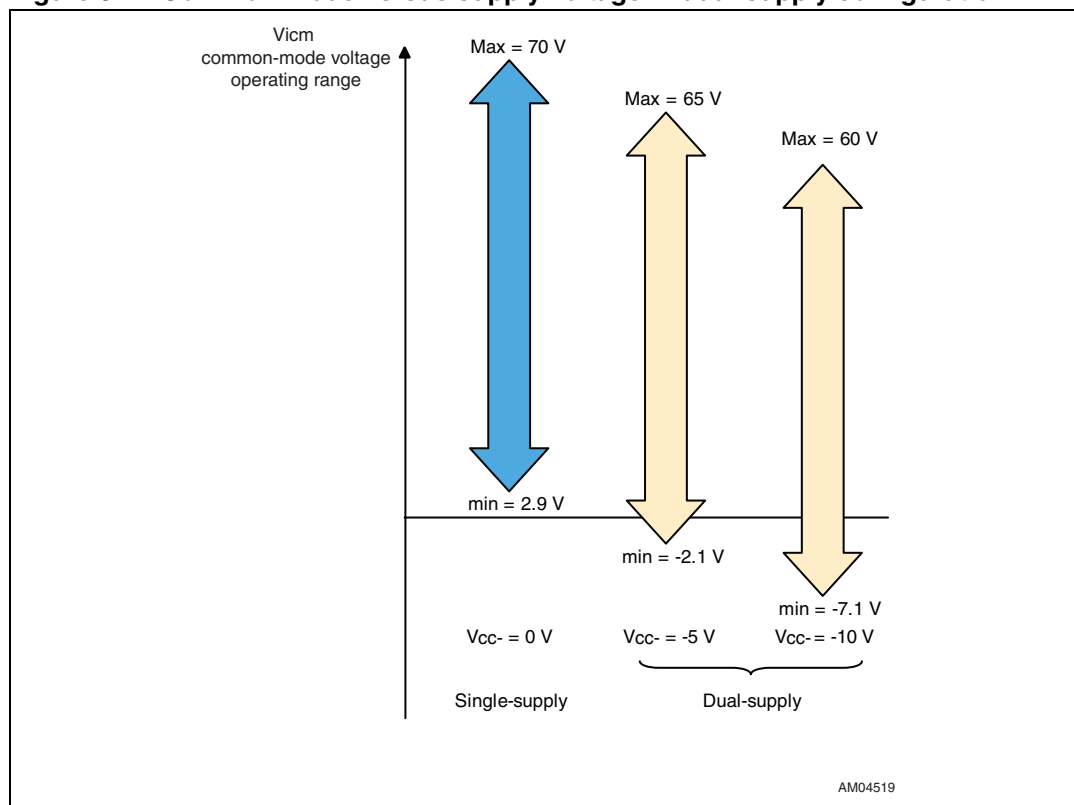 Vicm
common-mode voltage
operating range
Max = 70 V
Max = 65 V
Max = 60 V
min = 2.9 V
min = -2.1 V
min = -7.1 V
Vcc- = 0 V
Vcc- = -5 V
Vcc- = -10 V
Single-supply
Dual-supply
AM04519